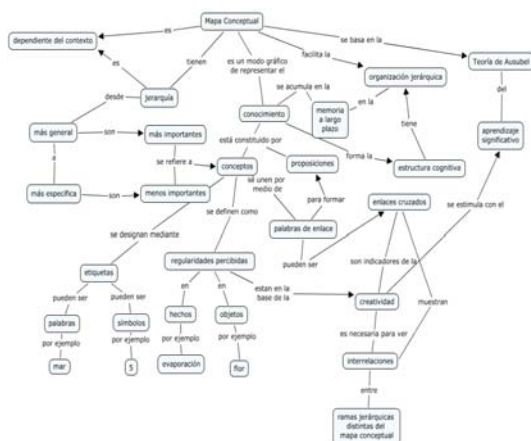 Mapa Conceptual
es
se basa en la
dependiente del contexto
tienen
es un modo gráfico
de representar el
facilita la
Teoría de Ausubel
es
organización jerárquica
jerarquía
se acumula en la
del
desde
conocimiento
memoria
a largo
plazo
en la
más general
son
más importantes
está constituido por
forma la
tiene
aprendizaje
significativo
a
se refiere a
conceptos
proposiciones
estructura cognitiva
más específica
son
menos importantes
se unen por
medio de
para formar
enlaces cruzados
se definen como
palabras de enlace
se estimula con el
se designan mediante
pueden ser
etiquetas
regularidades percibidas
son indicadores de la
pueden ser
pueden ser
en
en
estan en la
base de la
creatividad
muestran
palabras
símbolos
hechos
objetos
es necesaria para ver
por ejemplo
por ejemplo
por ejemplo
por ejemplo
interrelaciones
mar
5
evaporación
flor
entre
ramas jerárquicas
distintas del
mapa conceptual